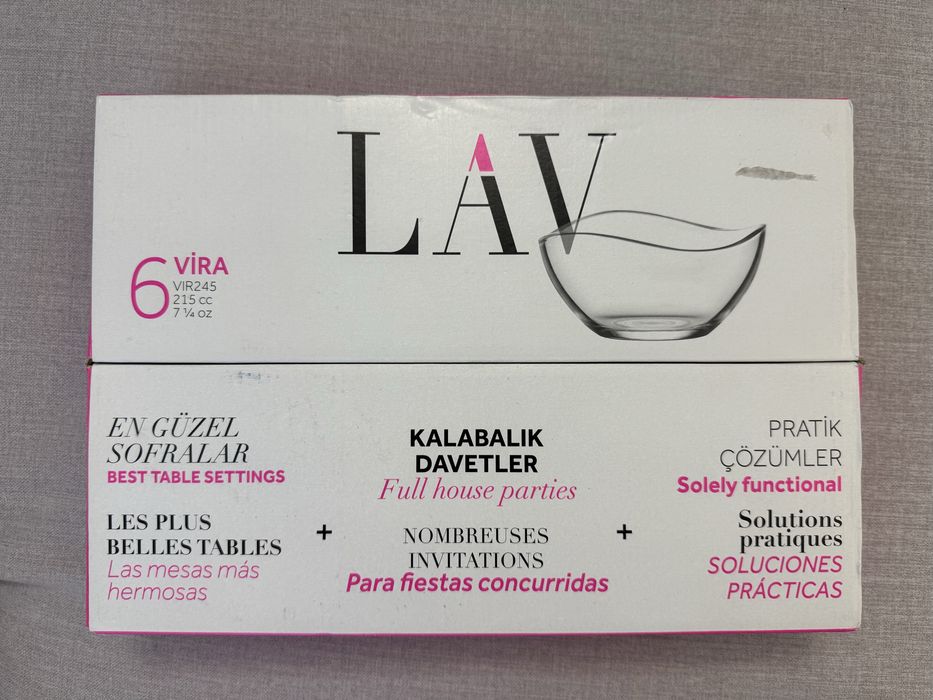 LAV
6
VİRA
VIR245
215 cc
7 ¼ oz
EN GÜZEL
SOFRALAR
BEST TABLE SETTINGS
LES PLUS
BELLES TABLES
Las mesas más
hermosas
+
KALABALIK
DAVETLER
Full house parties
NOMBREUSES
INVITATIONS
Para fiestas concurridas
+
PRATİK
ÇÖZÜMLER
Solely functional
Solutions
pratiques
SOLUCIONES
PRÁCTICAS